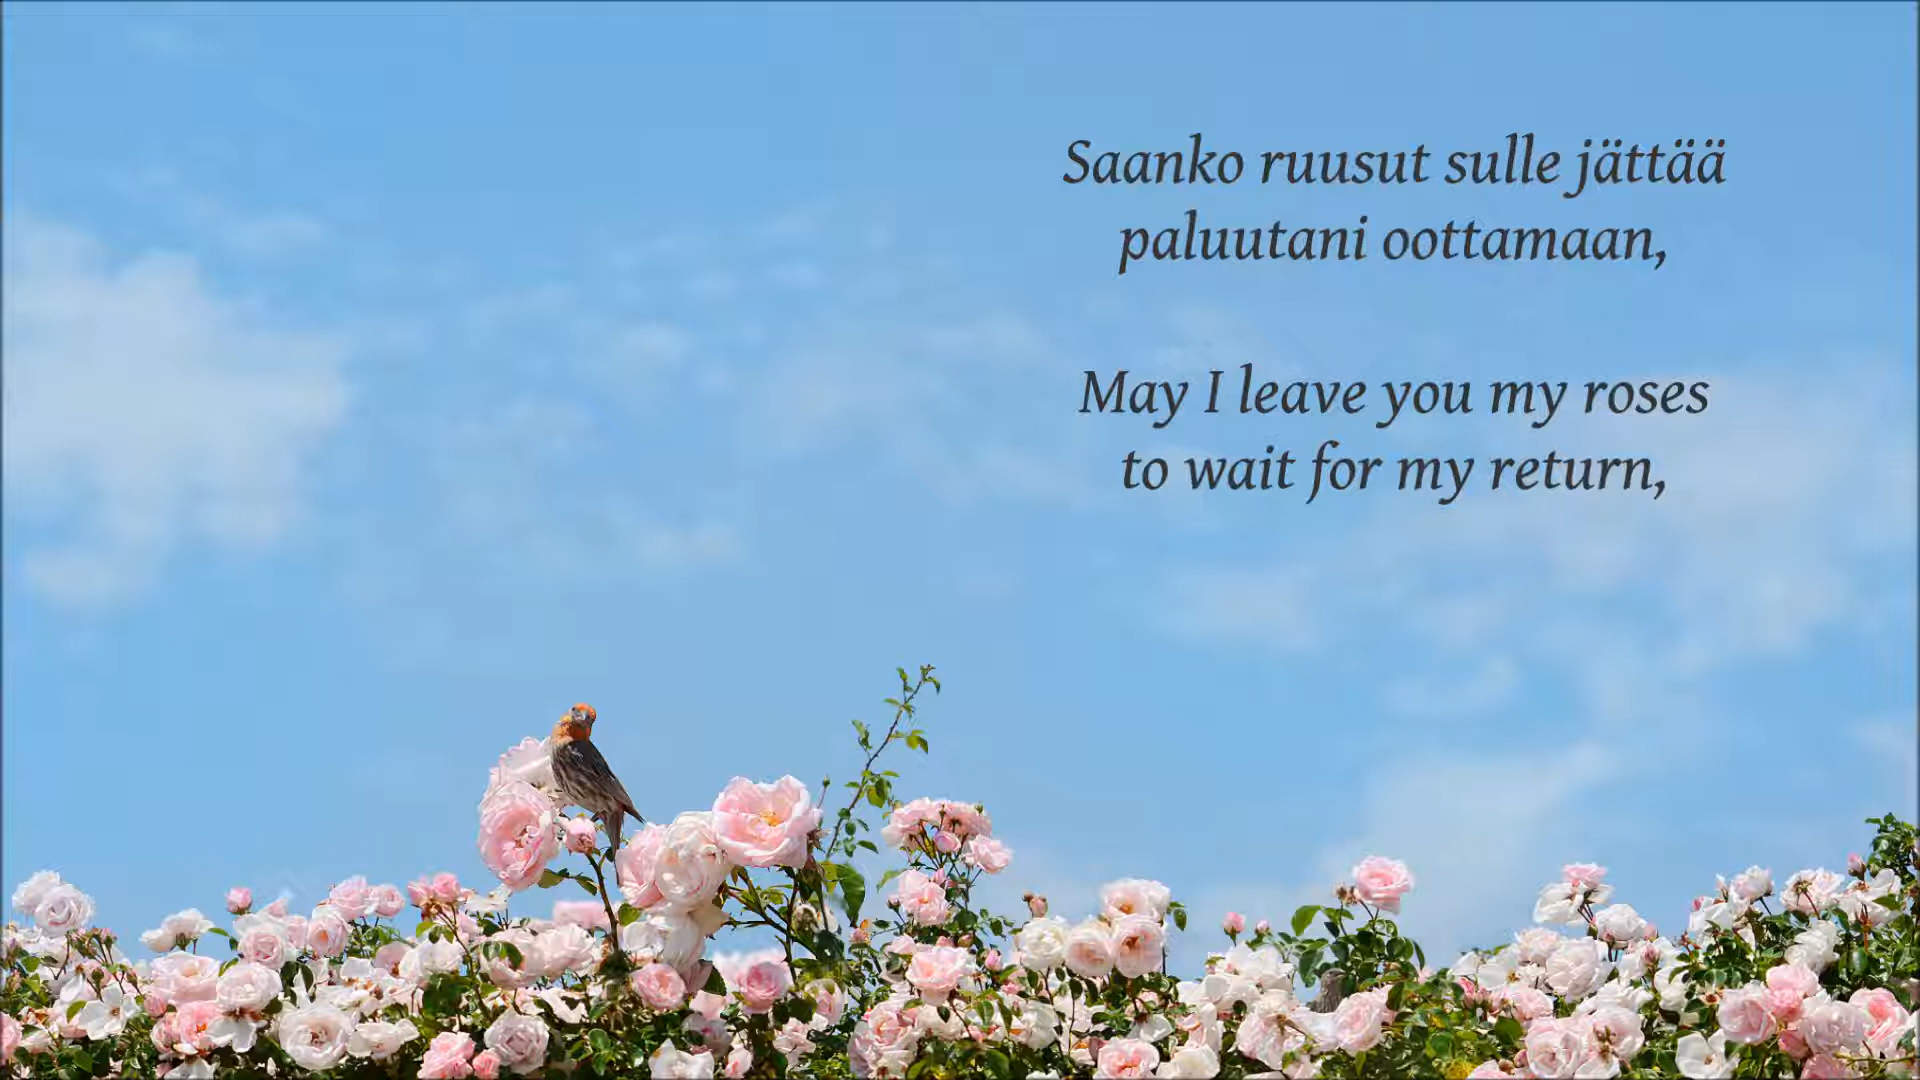 Saanko ruusut sulle jättää
paluutani oottamaan,
May I leave you my roses
to wait for my return,